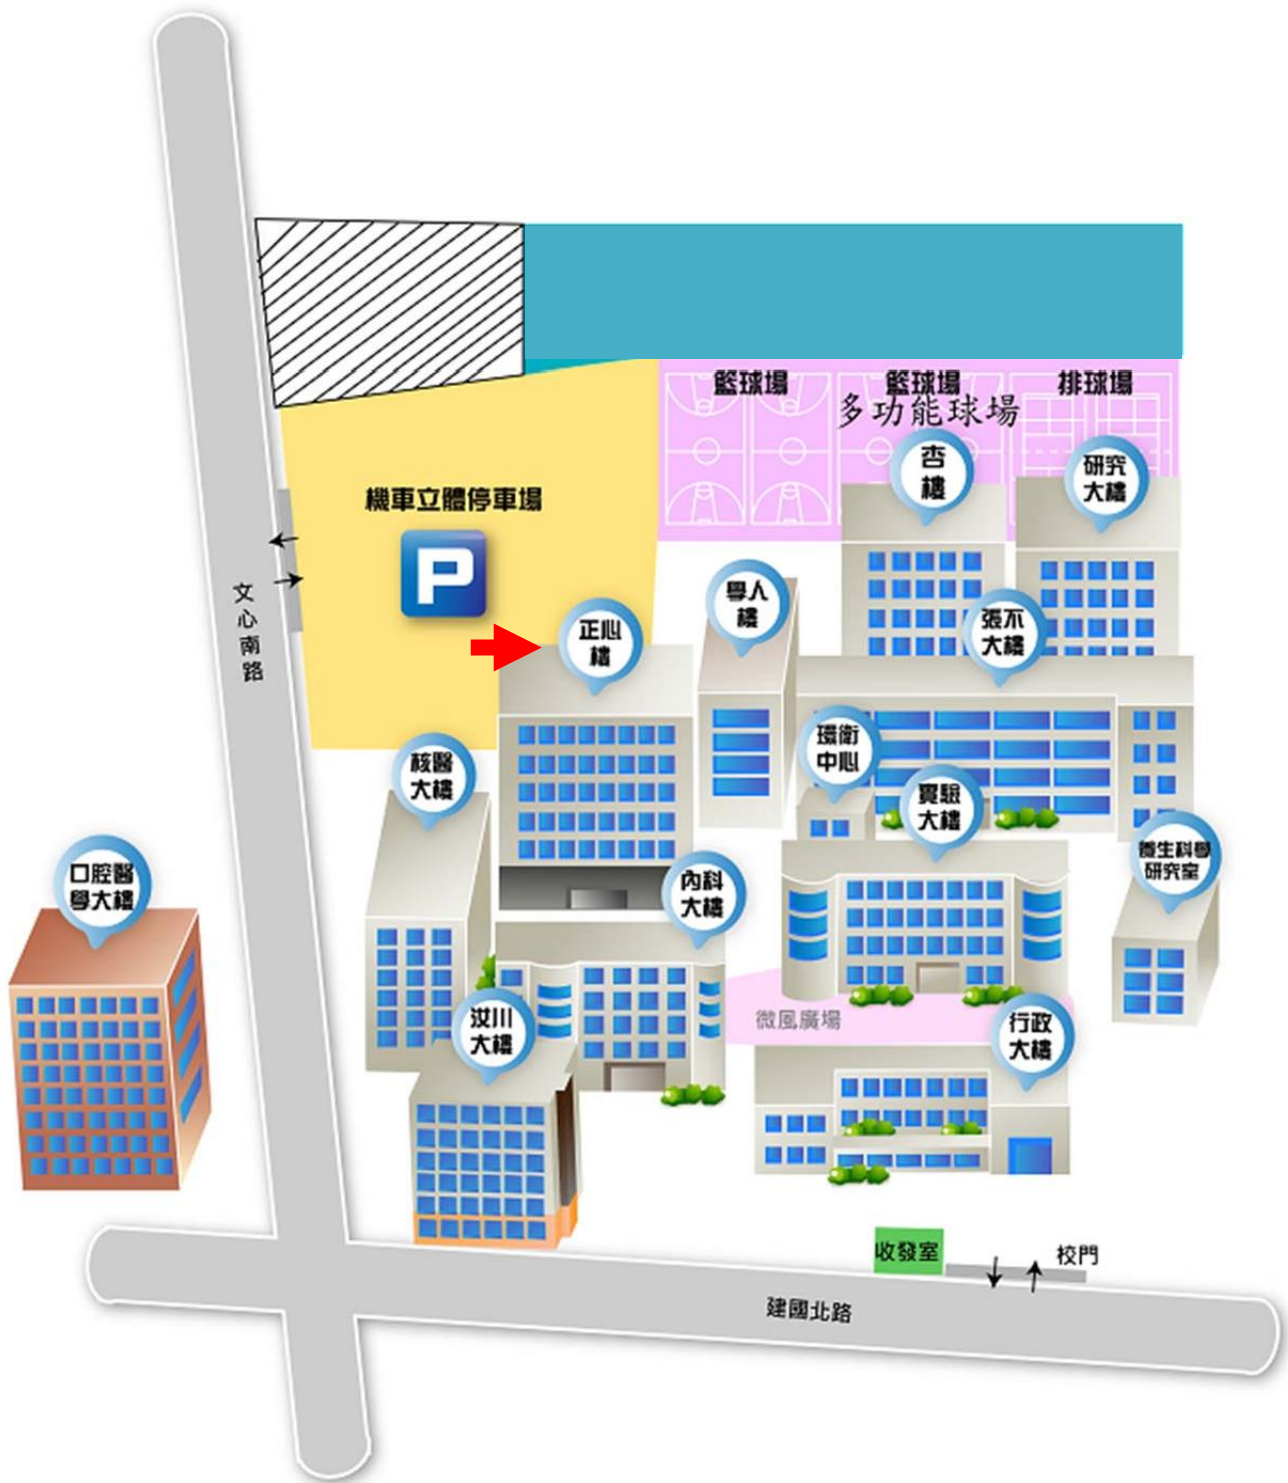 籃球場
籃球場
排球場
多功能球場
杏
樓
研究
大樓
機車立體停車場
P
學人
樓
正心
樓
張不
大樓
文心南路
環衛
中心
核醫
大樓
實驗
大樓
養生科學
研究室
口腔醫
學大樓
內科
大樓
汝川
大樓
微風廣場
行政
大樓
收發室
校門
建國北路